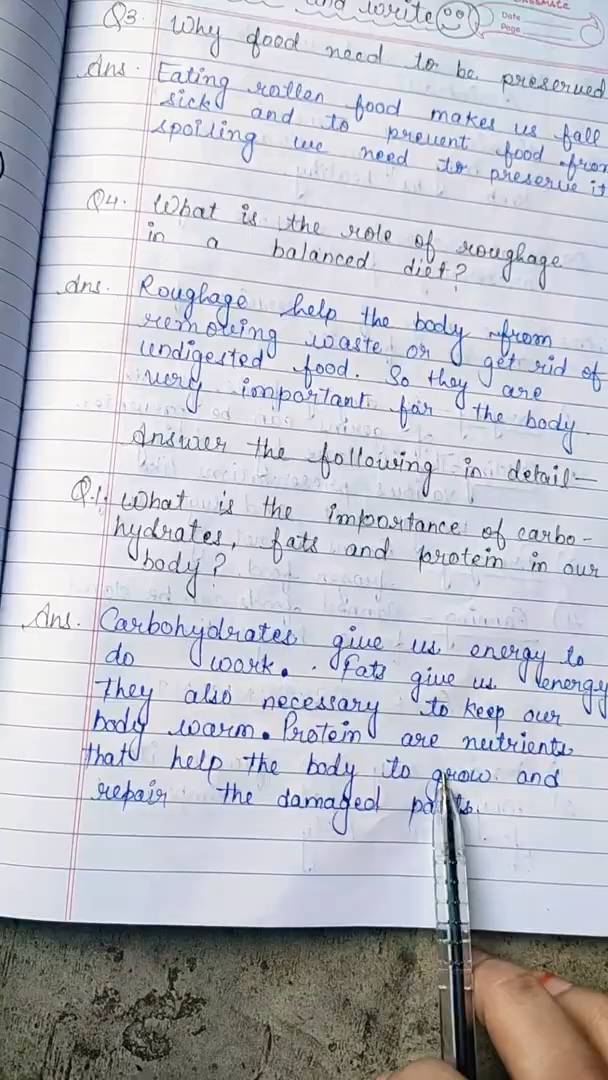 and write
Date
Page
Q3. Why food need to be preserved
Ans. Eating rotten food makes us fall
sick and to prevent food from
spoiling we need to preserve it
Q4. What is the role of roughage
in a balanced diet?
Ans. Roughage help the body from
removing waste or get rid of
undigested food. So they are
very important for the body.
Answer the following in detail-
Q.1. What is the importance of carbo-
hydrates, fats and protein in our
body?
Ans. Carbohydrates give us energy to
do work. Fats give us energy
They also necessary to keep our
body warm. Protein are nutrients
that help the body to grow and
repair the damaged parts.